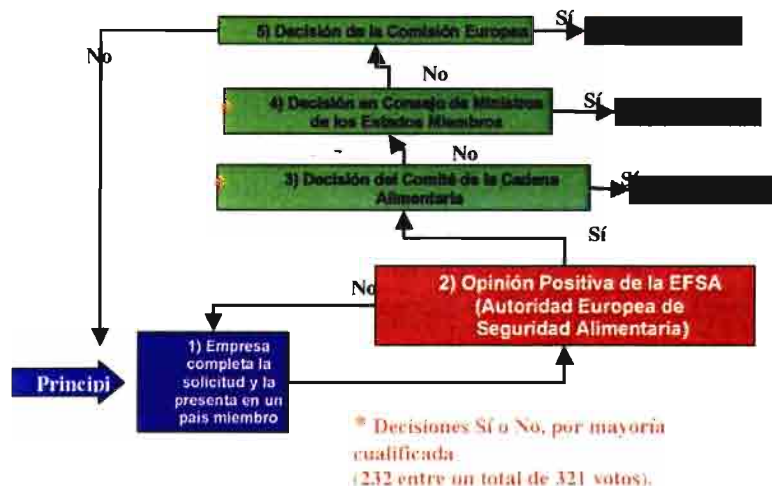 5) Decisión de la Comisión Europea
Sí
No
No
4) Decisión en Consejo de Ministros
de los Estados Miembros
Sí
No
3) Decisión del Comité de la Cadena
Alimentaria
Sí
Sí
2) Opinión Positiva de la EFSA
(Autoridad Europea de
Seguridad Alimentaria)
No
1) Empresa
completa la
solicitud y la
presenta en un
país miembro
Principi
* Decisiones Sí o No, por mayoría
cualificada
(232 entre un total de 321 votos).